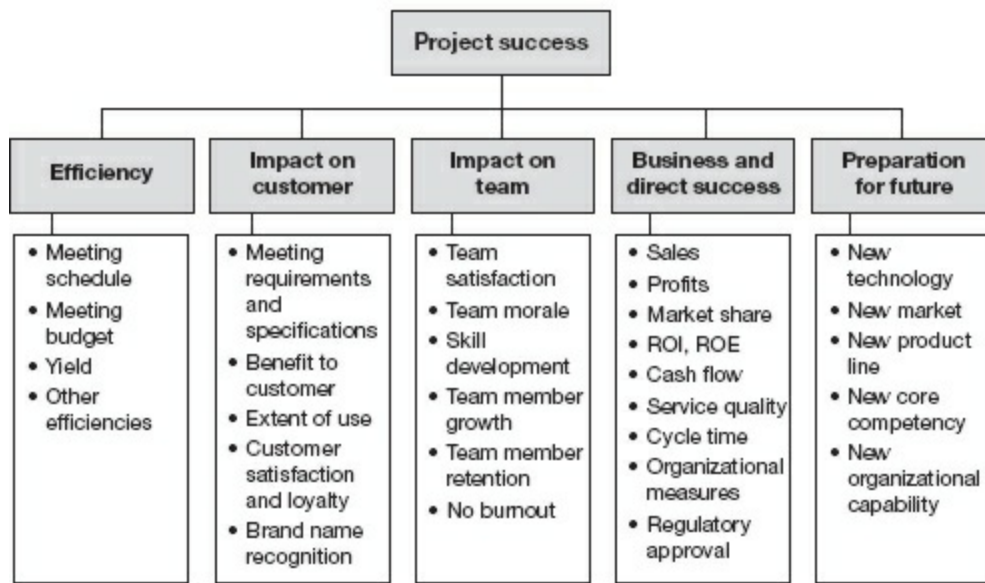 Project success
Efficiency
Impact on
customer
Impact on
team
Business and
direct success
Preparation
for future
• Meeting
schedule
• Meeting
budget
• Yield
• Other
efficiencies
• Meeting
requirements
and
specifications
• Benefit to
customer
• Extent of use
• Customer
satisfaction
and loyalty
• Brand name
recognition
• Team
satisfaction
• Team morale
• Skill
development
• Team member
growth
• Team member
retention
• No burnout
• Sales
• Profits
• Market share
• ROI, ROE
• Cash flow
• Service quality
• Cycle time
• Organizational
measures
• Regulatory
approval
• New
technology
• New market
• New product
line
• New core
competency
• New
organizational
capability